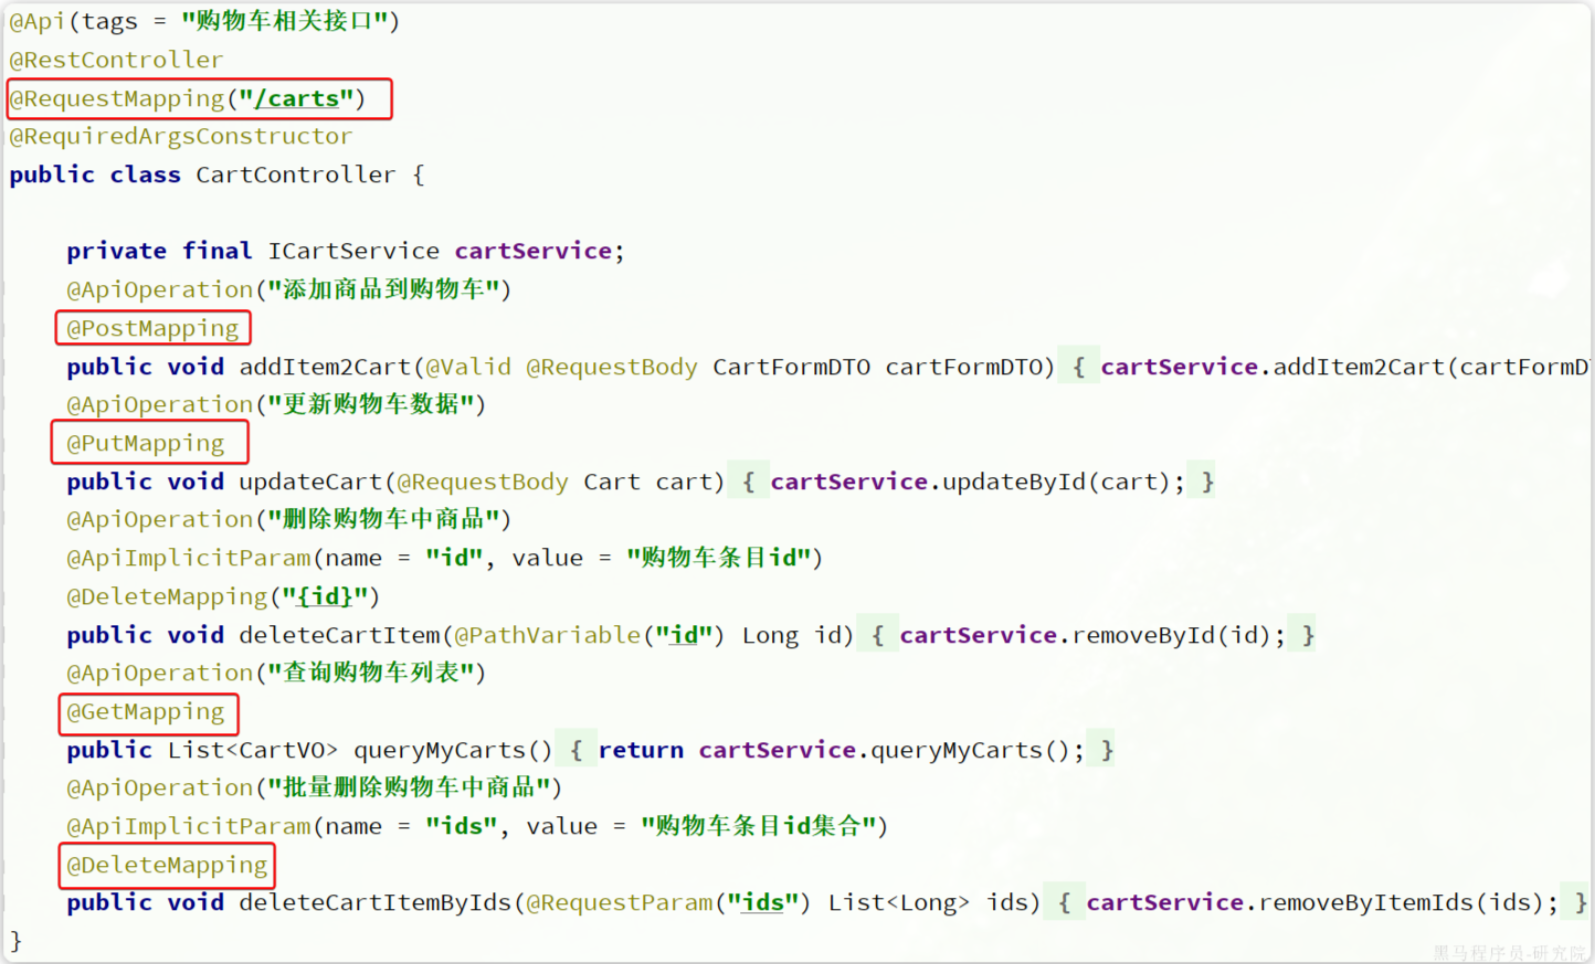 @Api(tags = "购物车相关接口")
@RestController
@RequestMapping("/carts")
@RequiredArgsConstructor
public class CartController {
private final ICartService cartService;
@ApiOperation("添加商品到购物车")
@PostMapping
public void addItem2Cart(@Valid @RequestBody CartFormDTO cartFormDTO) { cartService.addItem2Cart(cartFormD
@ApiOperation("更新购物车数据")
@PutMapping
public void updateCart(@RequestBody Cart cart) { cartService.updateById(cart); }
@ApiOperation("删除购物车中商品")
@ApiImplicitParam(name = "id", value = "购物车条目id")
@DeleteMapping("{id}")
public void deleteCartItem(@PathVariable("id") Long id) { cartService.removeById(id); }
@ApiOperation("查询购物车列表")
@GetMapping
public List<CartVO> queryMyCarts() { return cartService.queryMyCarts(); }
@ApiOperation("批量删除购物车中商品")
@ApiImplicitParam(name = "ids", value = "购物车条目id集合")
@DeleteMapping
public void deleteCartItemByIds(@RequestParam("ids") List<Long> ids) { cartService.removeByItemIds(ids); }
}
黑马程序员-研究院